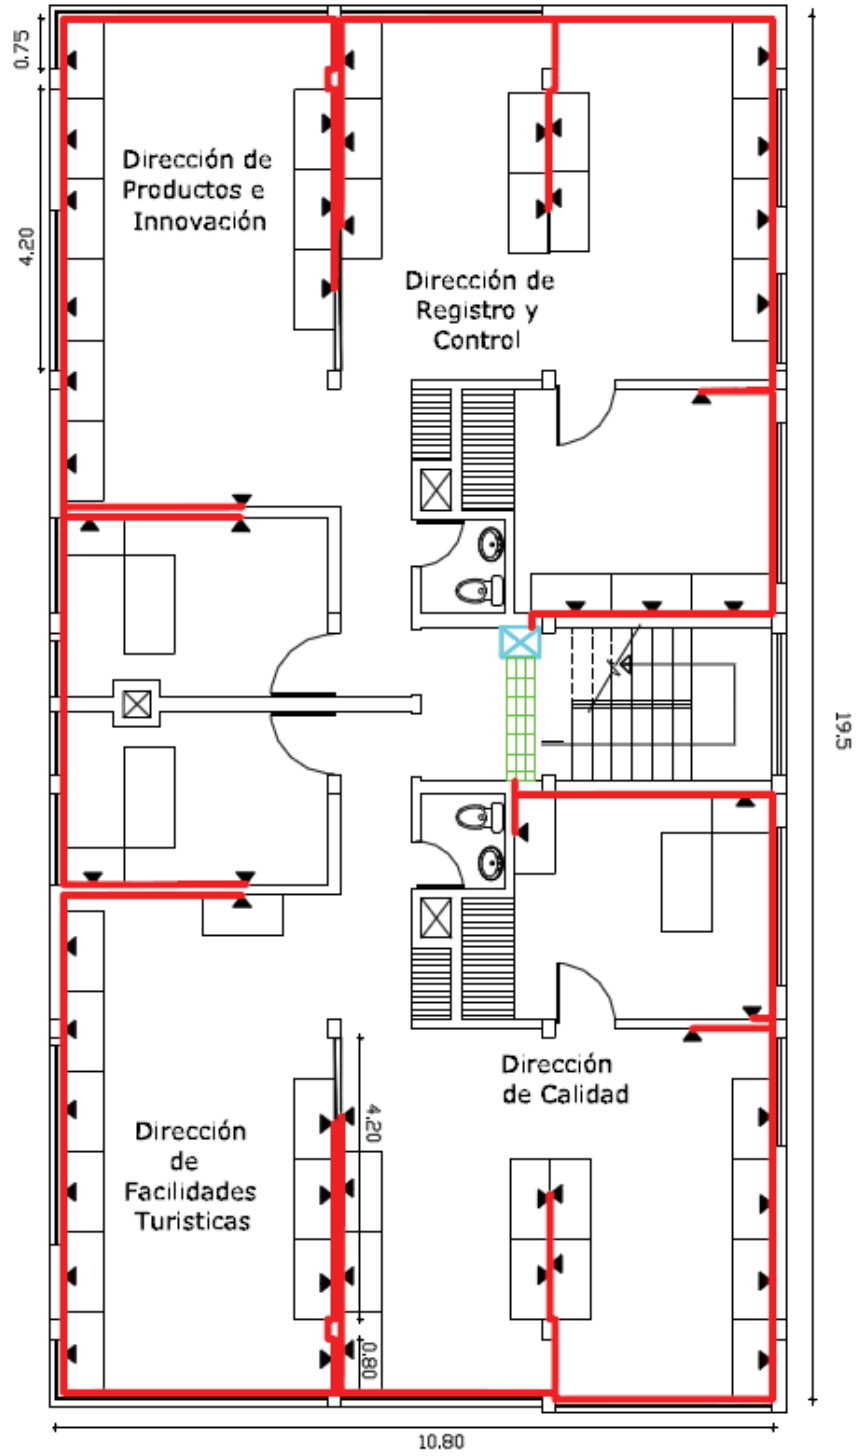 0.75
Dirección de
Productos e
Innovación
4.20
Dirección de
Registro y
Control
19.5
Dirección
de Calidad
4.20
Dirección
de
Facilidades
Turisticas
0.80
10.80